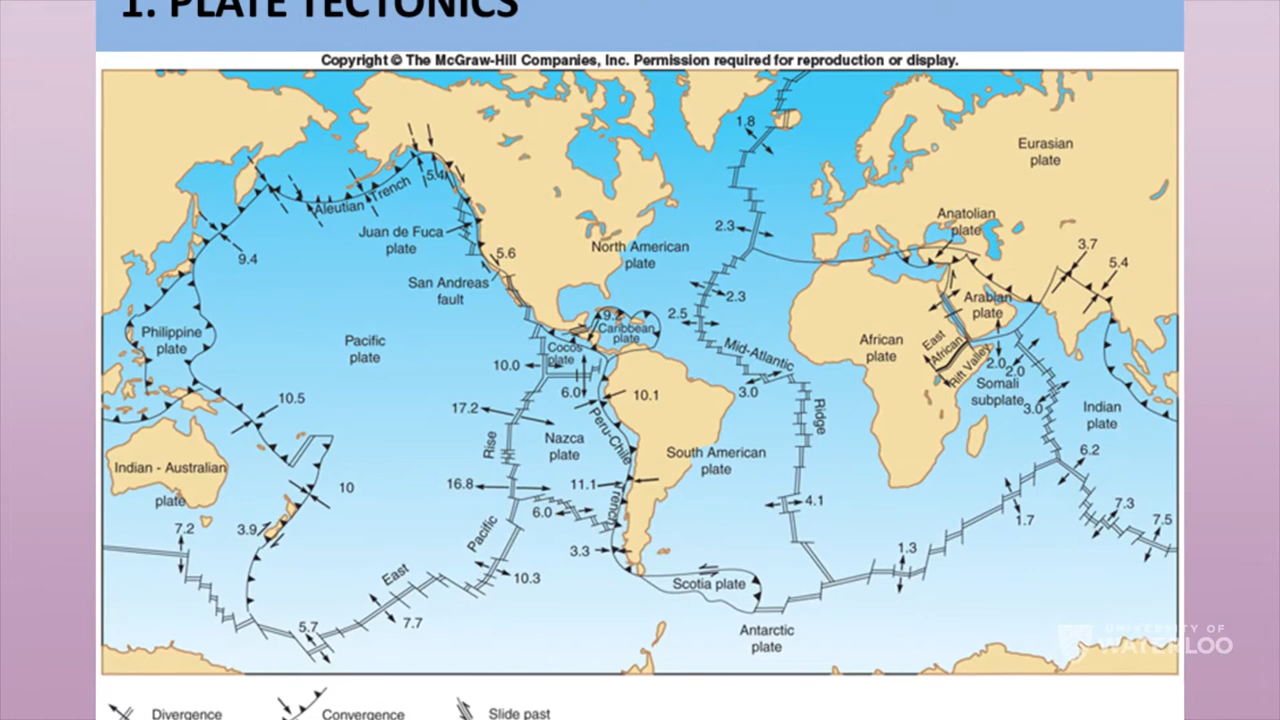 1. PLATE TECTONICS
Copyright © The McGraw-Hill Companies, Inc. Permission required for reproduction or display.
1.8
Eurasian
plate
5.4
Aleutian Trench
Juan de Fuca
plate
2.3
Anatolian
plate
9.4
5.6
North American
plate
3.7
5.4
San Andreas
fault
2.3
2.5
Arabian
plate
Philippine
plate
Pacific
plate
9.2
Caribbean
plate
Cocos
plate
Mid-Atlantic
Ridge
African
plate
East
African
Rift Valley
10.0
6.0
10.1
3.0
2.0
2.0
Somali
subplate
3.0
Indian
plate
10.5
17.2
Peru-Chile
Trench
Nazca
plate
South American
plate
6.2
Indian - Australian
plate
10
16.8
11.1
6.0
4.1
7.2
3.9
3.3
1.7
7.3
7.5
East
Pacific
Rise
10.3
Scotia plate
1.3
5.7
7.7
Antarctic
plate
UNIVERSITY OF
WATERLOO
Divergence
Convergence
Slide past